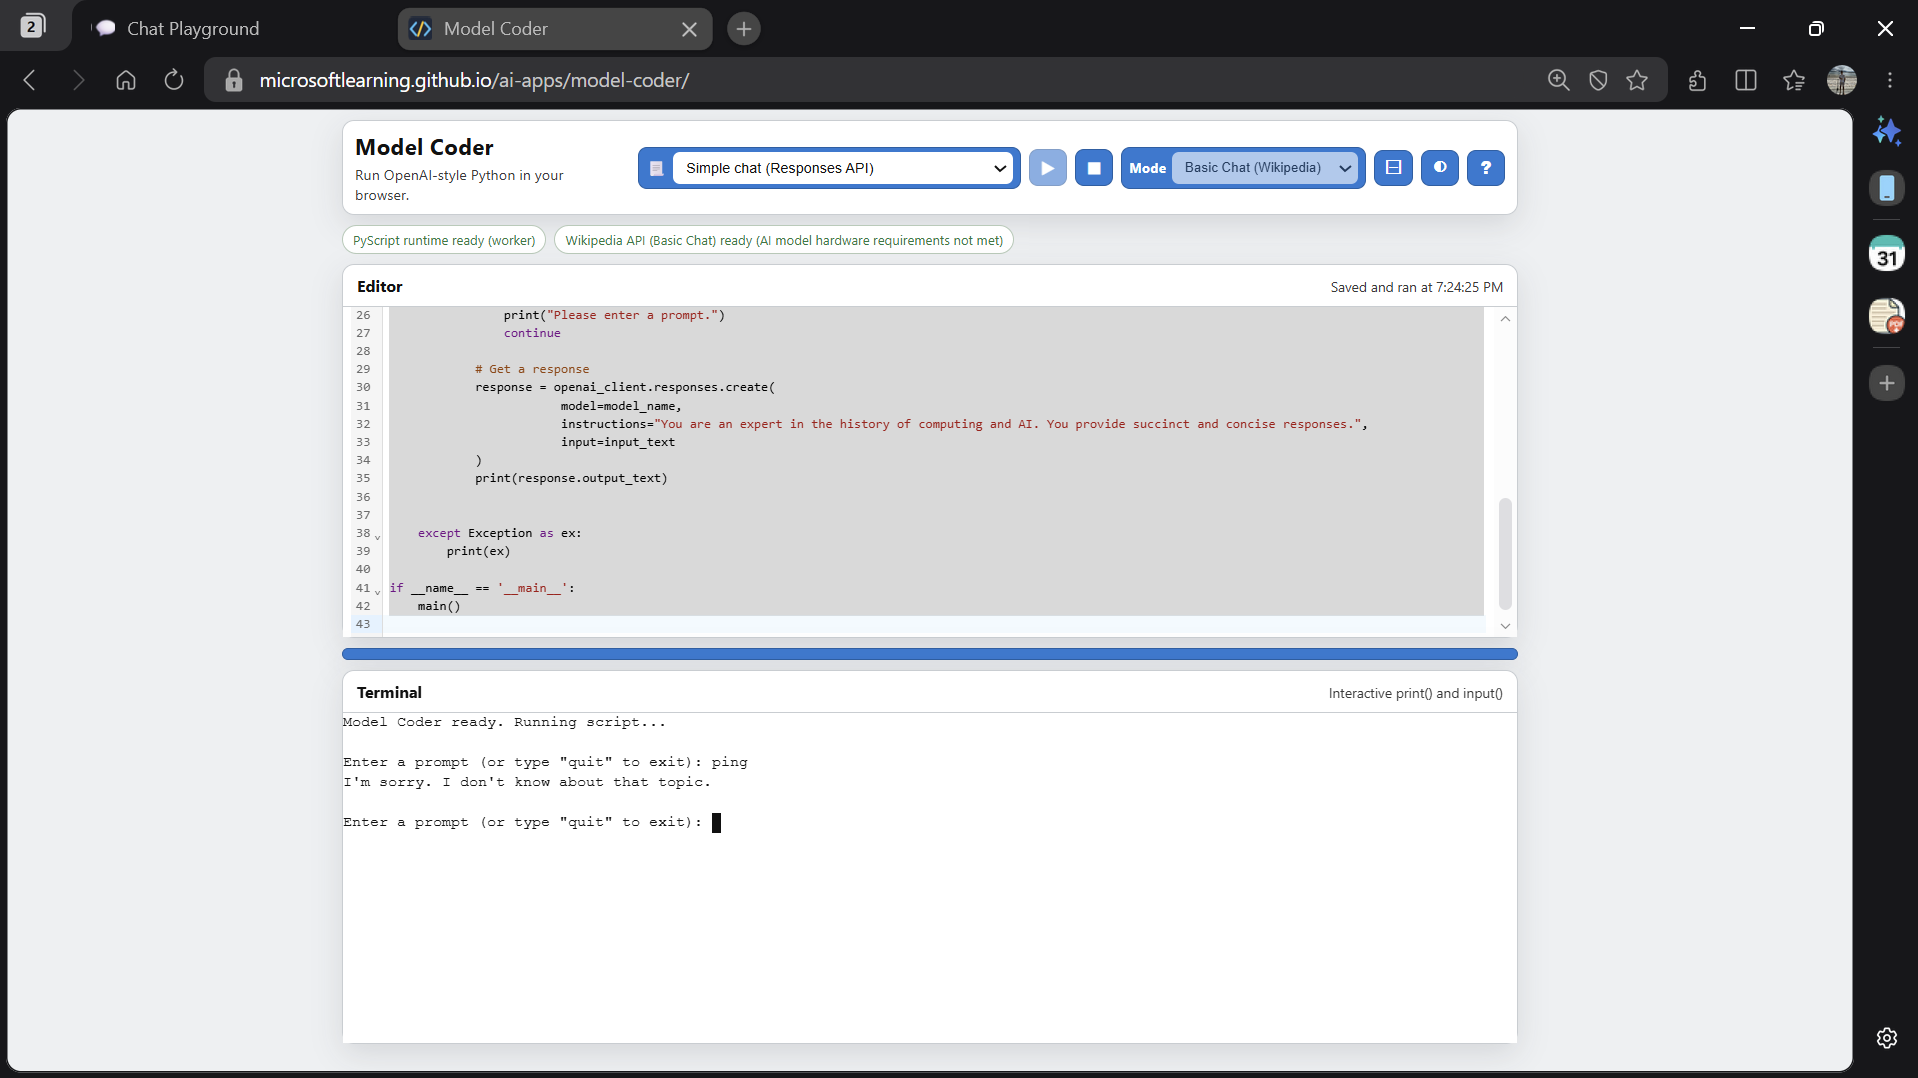 2
Chat Playground
Model Coder
microsoftlearning.github.io/ai-apps/model-coder/
Model Coder
Run OpenAI-style Python in your
browser.
Simple chat (Responses API)
Mode
Basic Chat (Wikipedia)
?
PyScript runtime ready (worker)
Wikipedia API (Basic Chat) ready (AI model hardware requirements not met)
Editor
Saved and ran at 7:24:25 PM
26 print("Please enter a prompt.")
27 continue
28
29 # Get a response
30 response = openai_client.responses.create(
31 model=model_name,
32 instructions="You are an expert in the history of computing and AI. You provide succinct and concise responses.",
33 input=input_text
34 )
35 print(response.output_text)
36
37
38 except Exception as ex:
39 print(ex)
40
41 if __name__ == '__main__':
42 main()
43
Terminal
Interactive print() and input()
Model Coder ready. Running script...
Enter a prompt (or type "quit" to exit): ping
I'm sorry. I don't know about that topic.
Enter a prompt (or type "quit" to exit):
31
PDF